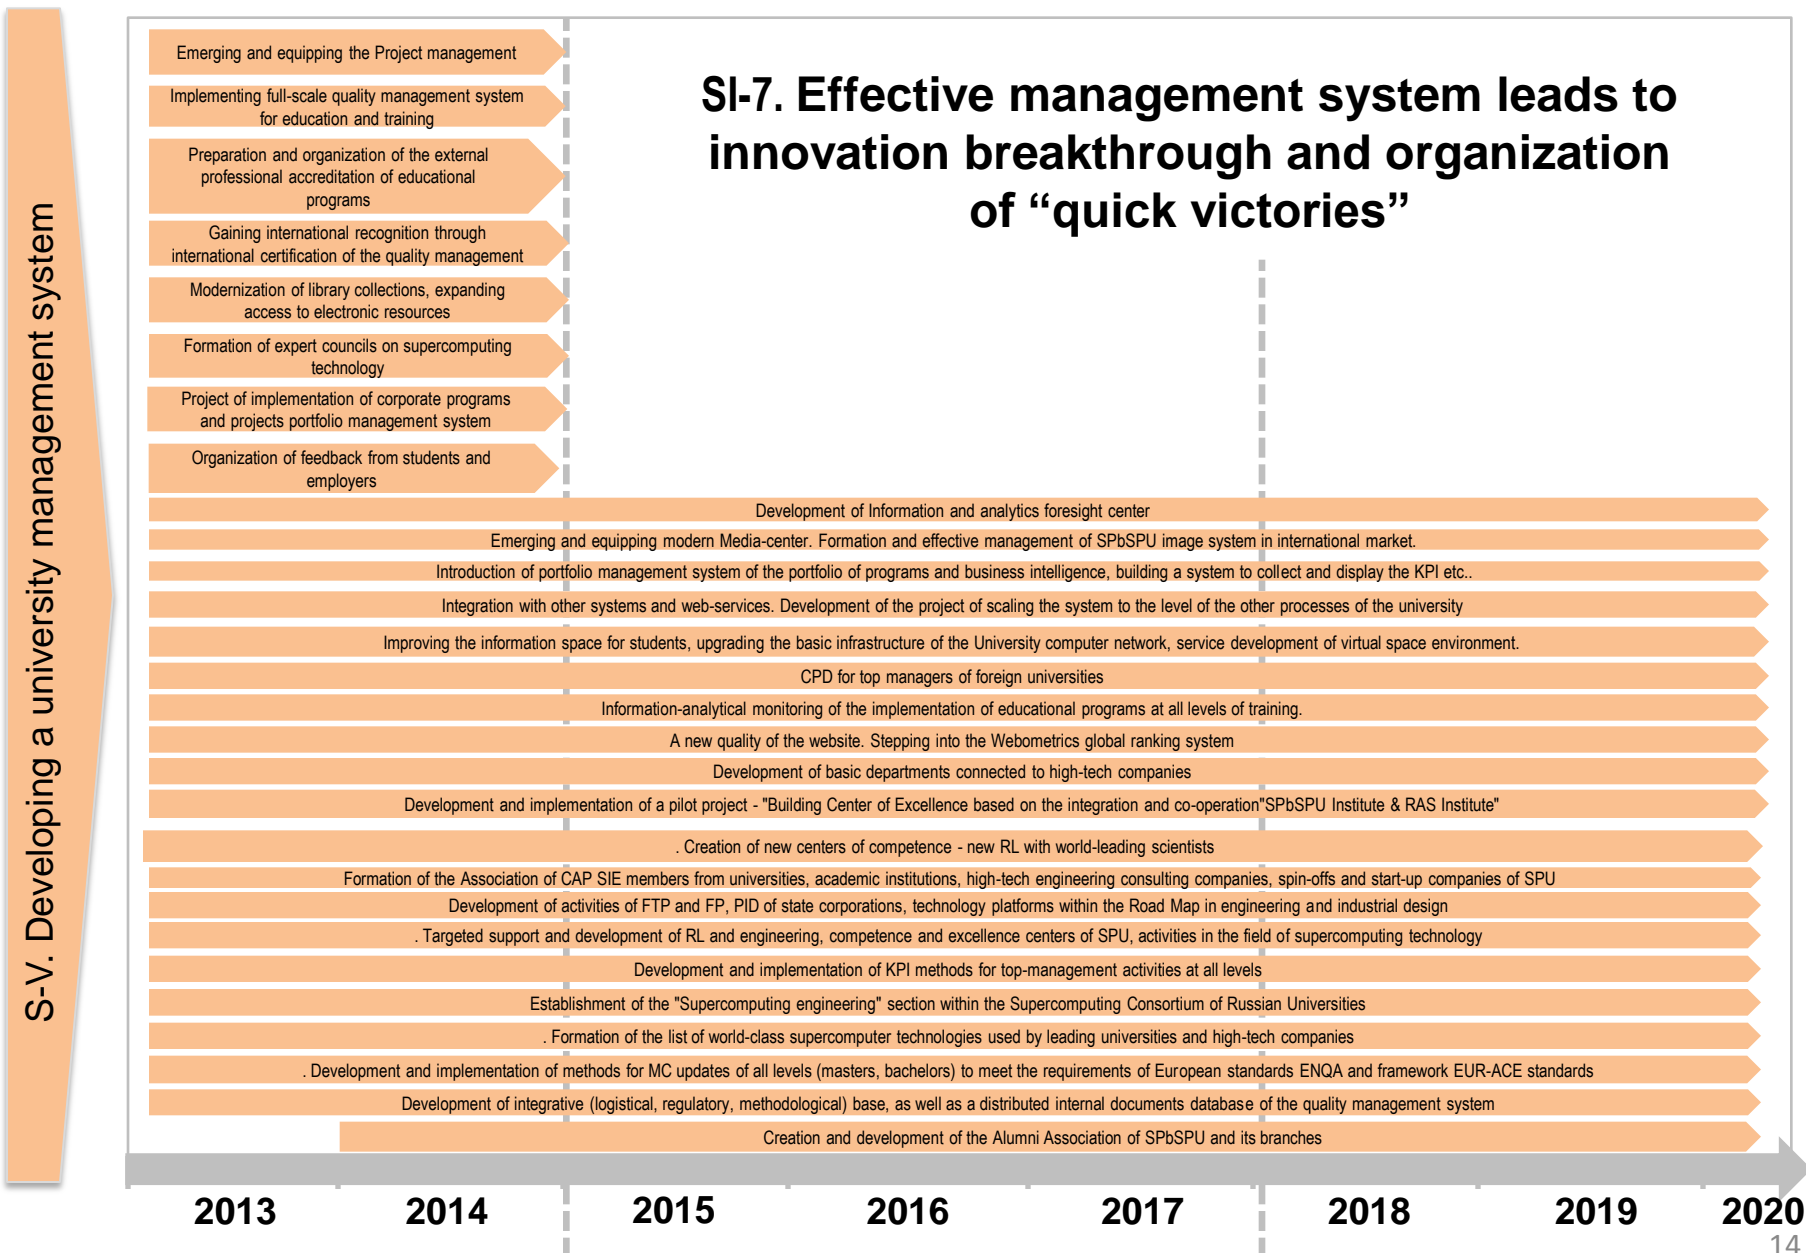 S-V. Developing a university management system
SI-7. Effective management system leads to
innovation breakthrough and organization
of “quick victories”
Emerging and equipping the Project management
Implementing full-scale quality management system
for education and training
Preparation and organization of the external
professional accreditation of educational
programs
Gaining international recognition through
international certification of the quality management
Modernization of library collections, expanding
access to electronic resources
Formation of expert councils on supercomputing
technology
Project of implementation of corporate programs
and projects portfolio management system
Organization of feedback from students and
employers
Development of Information and analytics foresight center
Emerging and equipping modern Media-center. Formation and effective management of SPbSPU image system in international market.
Introduction of portfolio management system of the portfolio of programs and business intelligence, building a system to collect and display the KPI etc..
Integration with other systems and web-services. Development of the project of scaling the system to the level of the other processes of the university
Improving the information space for students, upgrading the basic infrastructure of the University computer network, service development of virtual space environment.
CPD for top managers of foreign universities
Information-analytical monitoring of the implementation of educational programs at all levels of training.
A new quality of the website. Stepping into the Webometrics global ranking system
Development of basic departments connected to high-tech companies
Development and implementation of a pilot project - "Building Center of Excellence based on the integration and co-operation"SPbSPU Institute & RAS Institute"
. Creation of new centers of competence - new RL with world-leading scientists
Formation of the Association of CAP SIE members from universities, academic institutions, high-tech engineering consulting companies, spin-offs and start-up companies of SPU
Development of activities of FTP and FP, PID of state corporations, technology platforms within the Road Map in engineering and industrial design
. Targeted support and development of RL and engineering, competence and excellence centers of SPU, activities in the field of supercomputing technology
Development and implementation of KPI methods for top-management activities at all levels
Establishment of the "Supercomputing engineering" section within the Supercomputing Consortium of Russian Universities
. Formation of the list of world-class supercomputer technologies used by leading universities and high-tech companies
. Development and implementation of methods for MC updates of all levels (masters, bachelors) to meet the requirements of European standards ENQA and framework EUR-ACE standards
Development of integrative (logistical, regulatory, methodological) base, as well as a distributed internal documents database of the quality management system
Creation and development of the Alumni Association of SPbSPU and its branches
2013 2014 2015 2016 2017 2018 2019 2020
14